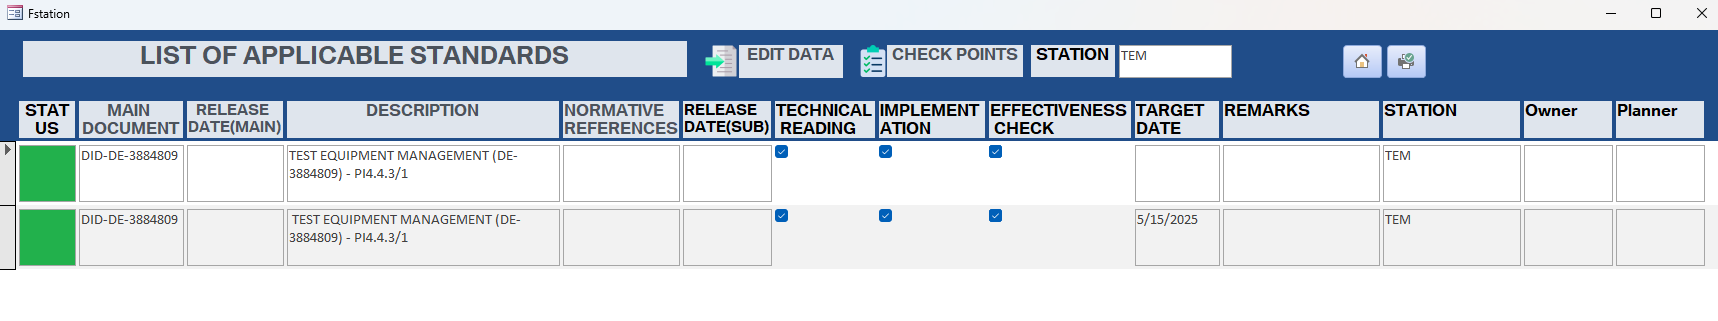 Fstation
LIST OF APPLICABLE STANDARDS
EDIT DATA
CHECK POINTS
STATION
TEM
STAT
US
MAIN
DOCUMENT
RELEASE
DATE(MAIN)
DESCRIPTION
NORMATIVE
REFERENCES
RELEASE
DATE(SUB)
TECHNICAL
READING
IMPLEMENT
ATION
EFFECTIVENESS
CHECK
TARGET
DATE
REMARKS
STATION
Owner
Planner
DID-DE-3884809
TEST EQUIPMENT MANAGEMENT (DE-
3884809) - PI4.4.3/1
TEM
DID-DE-3884809
TEST EQUIPMENT MANAGEMENT (DE-
3884809) - PI4.4.3/1
5/15/2025
TEM